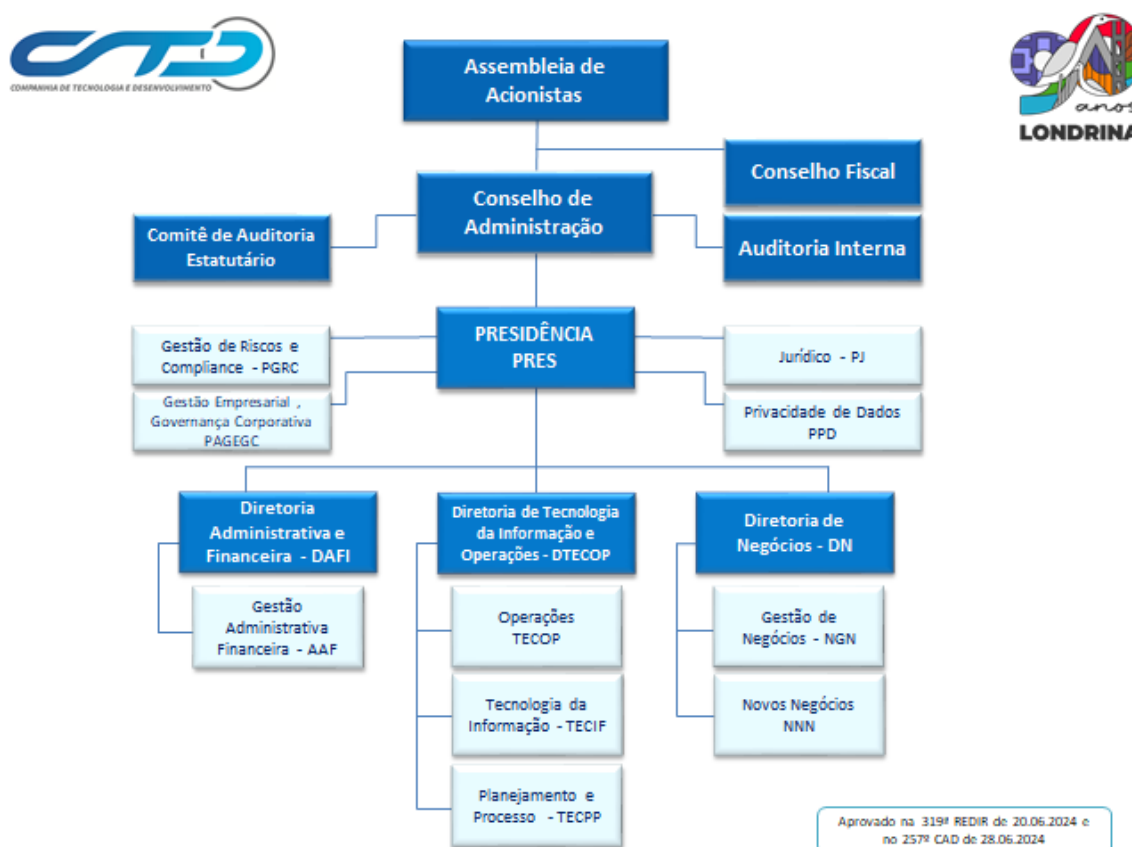 CTD
COMPANHIA DE TECNOLOGIA E DESENVOLVIMENTO
90
anos
LONDRINA
Assembleia de
Acionistas
Conselho Fiscal
Conselho de
Administração
Comitê de Auditoria
Estatutário
Auditoria Interna
PRESIDÊNCIA
PRES
Gestão de Riscos e
Compliance - PGRC
Jurídico - PJ
Gestão Empresarial ,
Governança Corporativa
PAGEGC
Privacidade de Dados
PPD
Diretoria
Administrativa e
Financeira - DAFI
Diretoria de Tecnologia
da Informação e
Operações - DTECOP
Diretoria de
Negócios - DN
Gestão
Administrativa
Financeira - AAF
Operações
TECOP
Gestão de
Negócios - NGN
Tecnologia da
Informação - TECIF
Novos Negócios
NNN
Planejamento e
Processo - TECPP
Aprovado na 319ª REDIR de 20.06.2024 e
no 257º CAD de 28.06.2024